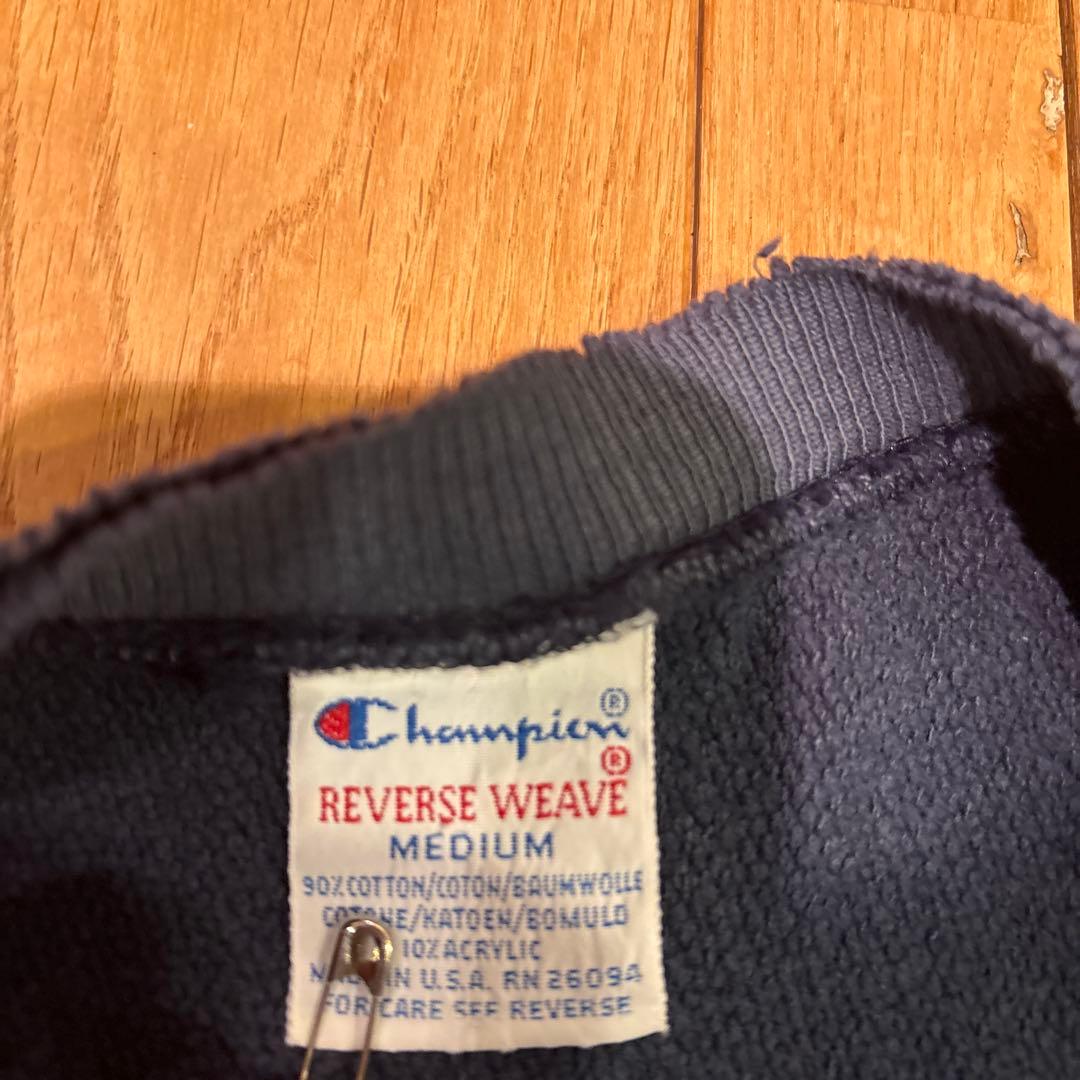 Champion®
®
REVERSE WEAVE
MEDIUM
90% COTTON/COTON/BAUMWOLLE
COTONE/KATOEN/BOMULD
10% ACRYLIC
MADE IN U.S.A. RN 26094
FOR CARE SEE REVERSE